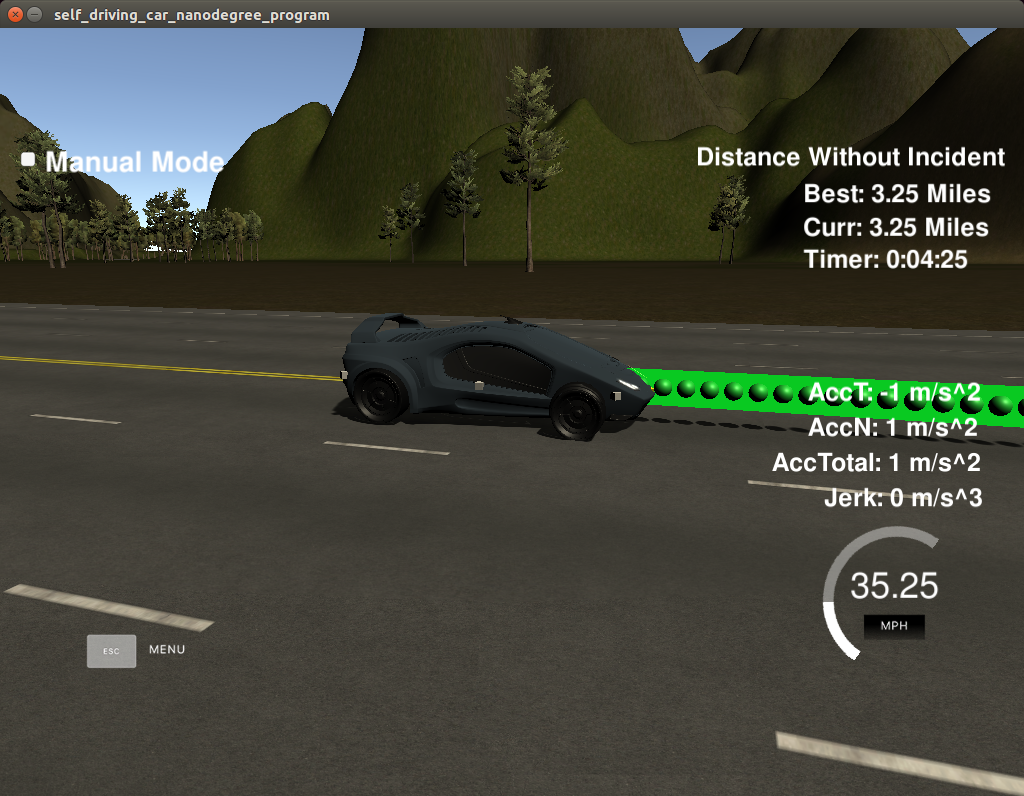 self_driving_car_nanodegree_program
Manual Mode
Distance Without Incident
Best: 3.25 Miles
Curr: 3.25 Miles
Timer: 0:04:25
AccT: -1 m/s^2
AccN: 1 m/s^2
AccTotal: 1 m/s^2
Jerk: 0 m/s^3
35.25
MPH
ESC MENU